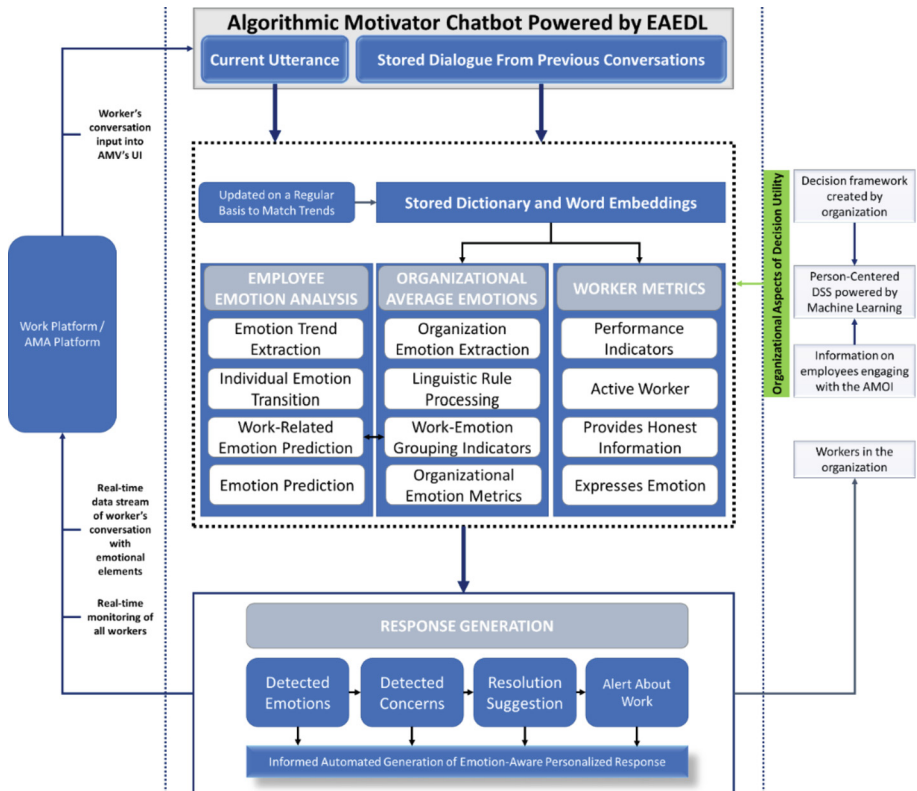 Algorithmic Motivator Chatbot Powered by EAEDL
Current Utterance
Stored Dialogue From Previous Conversations
Worker's
conversation
input into
AMV's UI
Work Platform /
AMA Platform
Real-time
data stream
of worker's
conversation
with
emotional
elements
Real-time
monitoring of
all workers
Updated on a Regular
Basis to Match Trends
Stored Dictionary and Word Embeddings
EMPLOYEE
EMOTION ANALYSIS
Emotion Trend
Extraction
Individual Emotion
Transition
Work-Related
Emotion Prediction
Emotion Prediction
ORGANIZATIONAL
AVERAGE EMOTIONS
Organization
Emotion Extraction
Linguistic Rule
Processing
Work-Emotion
Grouping Indicators
Organizational
Emotion Metrics
WORKER METRICS
Performance
Indicators
Active Worker
Provides Honest
Information
Expresses Emotion
Organizational Aspects of Decision Utility
Decision framework
created by
organization
Person-Centered
DSS powered by
Machine Learning
Information on
employees engaging
with the AMOI
Workers in the
organization
RESPONSE GENERATION
Detected
Emotions
Detected
Concerns
Resolution
Suggestion
Alert About
Work
Informed Automated Generation of Emotion-Aware Personalized Response